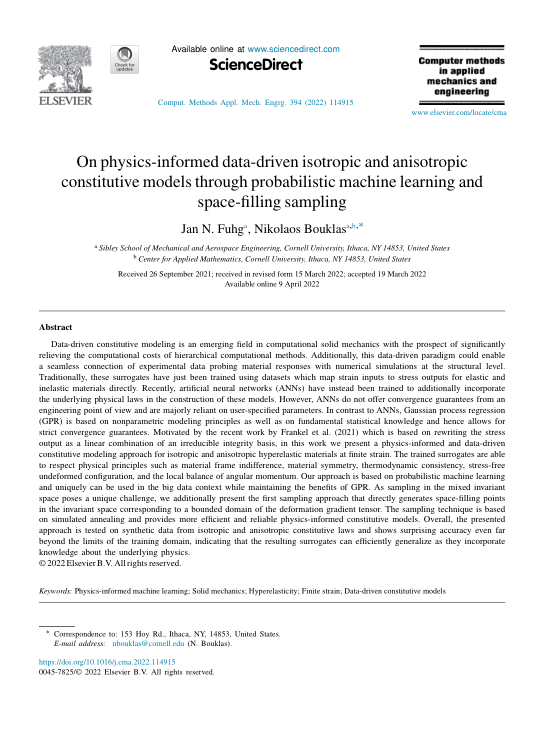 Available online at www.sciencedirect.com
ScienceDirect
Check for
updates
ELSEVIER
Comput. Methods Appl. Mech. Engrg. 394 (2022) 114915
Computer methods
in applied
mechanics and
engineering
www.elsevier.com/locate/cma
On physics-informed data-driven isotropic and anisotropic
constitutive models through probabilistic machine learning and
space-filling sampling
Jan N. Fuhgᵃ, Nikolaos Bouklasᵃ,ᵇ,*
ᵃ Sibley School of Mechanical and Aerospace Engineering, Cornell University, Ithaca, NY 14853, United States
ᵇ Center for Applied Mathematics, Cornell University, Ithaca, NY 14853, United States
Received 26 September 2021; received in revised form 15 March 2022; accepted 19 March 2022
Available online 9 April 2022
Abstract
Data-driven constitutive modeling is an emerging field in computational solid mechanics with the prospect of significantly
relieving the computational costs of hierarchical computational methods. Additionally, this data-driven paradigm could enable
a seamless connection of experimental data probing material responses with numerical simulations at the structural level.
Traditionally, these surrogates have just been trained using datasets which map strain inputs to stress outputs for elastic and
inelastic materials directly. Recently, artificial neural networks (ANNs) have instead been trained to additionally incorporate
the underlying physical laws in the construction of these models. However, ANNs do not offer convergence guarantees from an
engineering point of view and are majorly reliant on user-specified parameters. In contrast to ANNs, Gaussian process regression
(GPR) is based on nonparametric modeling principles as well as on fundamental statistical knowledge and hence allows for
strict convergence guarantees. Motivated by the recent work by Frankel et al. (2021) which is based on rewriting the stress
output as a linear combination of an irreducible integrity basis, in this work we present a physics-informed and data-driven
constitutive modeling approach for isotropic and anisotropic hyperelastic materials at finite strain. The trained surrogates are able
to respect physical principles such as material frame indifference, material symmetry, thermodynamic consistency, stress-free
undeformed configuration, and the local balance of angular momentum. Our approach is based on probabilistic machine learning
and uniquely can be used in the big data context while maintaining the benefits of GPR. As sampling in the mixed invariant
space poses a unique challenge, we additionally present the first sampling approach that directly generates space-filling points
in the invariant space corresponding to a bounded domain of the deformation gradient tensor. The sampling technique is based
on simulated annealing and provides more efficient and reliable physics-informed constitutive models. Overall, the presented
approach is tested on synthetic data from isotropic and anisotropic constitutive laws and shows surprising accuracy even far
beyond the limits of the training domain, indicating that the resulting surrogates can efficiently generalize as they incorporate
knowledge about the underlying physics.
© 2022 Elsevier B.V. All rights reserved.
Keywords: Physics-informed machine learning; Solid mechanics; Hyperelasticity; Finite strain; Data-driven constitutive models
* Correspondence to: 153 Hoy Rd., Ithaca, NY, 14853, United States.
E-mail address: nbouklas@cornell.edu (N. Bouklas).
https://doi.org/10.1016/j.cma.2022.114915
0045-7825/© 2022 Elsevier B.V. All rights reserved.